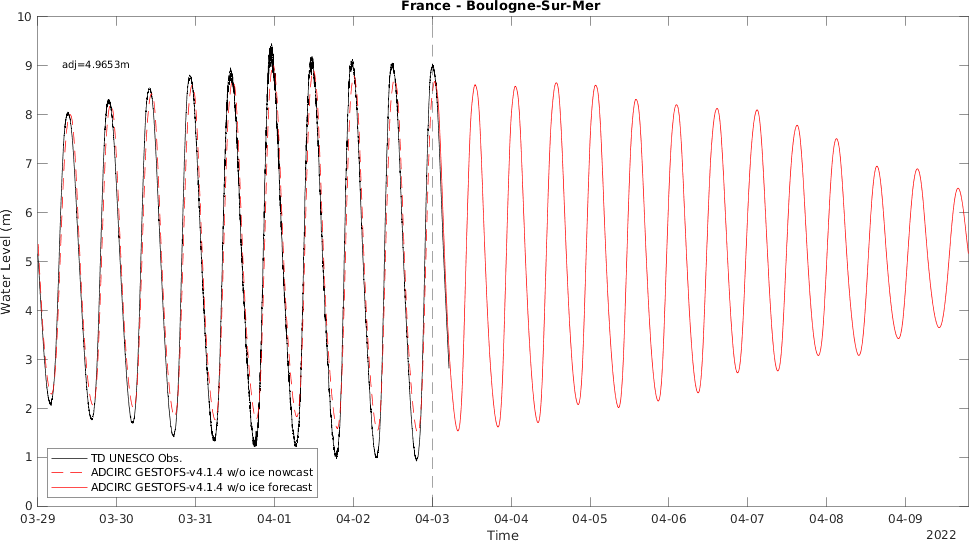 France - Boulogne-Sur-Mer
10
9
8
7
6
5
4
3
2
1
0
Water Level (m)
adj=4.9653m
TD UNESCO Obs.
ADCIRC GESTOFS-v4.1.4 w/o ice nowcast
ADCIRC GESTOFS-v4.1.4 w/o ice forecast
03-29 03-30 03-31 04-01 04-02 04-03 04-04 04-05 04-06 04-07 04-08 04-09
Time
2022